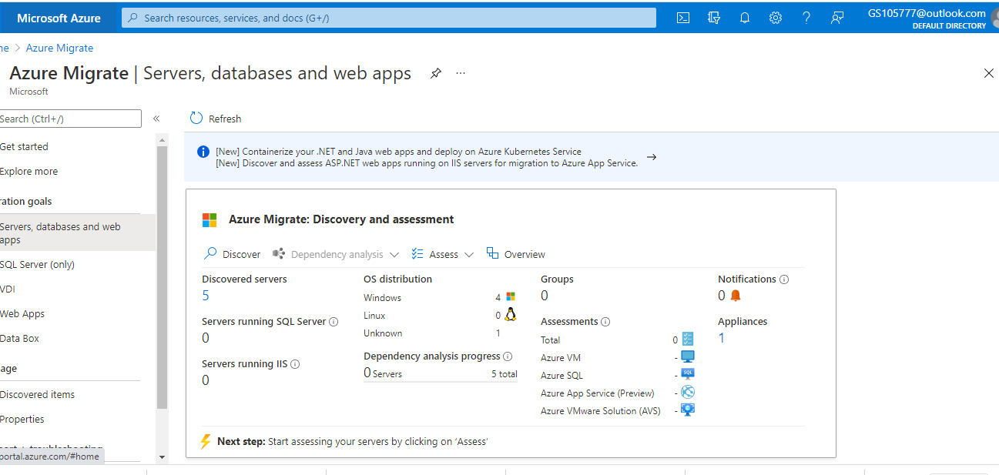 Microsoft Azure
Search resources, services, and docs (G+/)
GS105777@outlook.com
DEFAULT DIRECTORY
me > Azure Migrate
Azure Migrate | Servers, databases and web apps
...
Microsoft
Search (Ctrl+/)
«
Get started
Explore more
ration goals
Servers, databases and web
apps
SQL Server (only)
VDI
Web Apps
Data Box
age
Discovered items
Properties
portal.azure.com/#home
Refresh
[New] Containerize your .NET and Java web apps and deploy on Azure Kubernetes Service
[New] Discover and assess ASP.NET web apps running on IIS servers for migration to Azure App Service.
Azure Migrate: Discovery and assessment
Discover
Dependency analysis
Assess
Overview
Discovered servers
5
Servers running SQL Server
0
Servers running IIS
0
OS distribution
Windows 4
Linux 0
Unknown 1
Dependency analysis progress
0 Servers 5 total
Groups
0
Assessments
Total 0
Azure VM -
Azure SQL -
SQL
Azure App Service (Preview) -
Azure VMware Solution (AVS) -
Notifications
0
Appliances
1
Next step: Start assessing your servers by clicking on 'Assess'